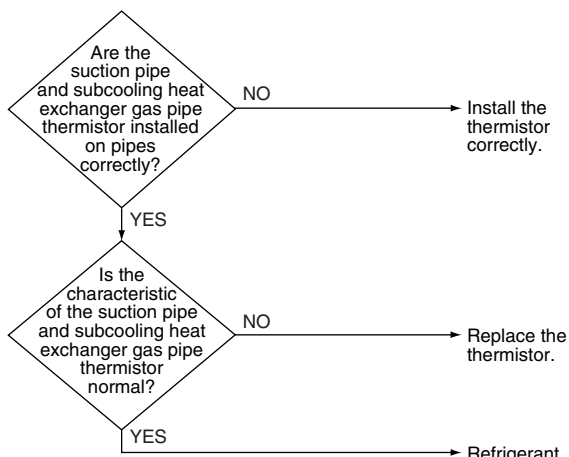 Are the
suction pipe
and subcooling heat
exchanger gas pipe
thermistor installed
on pipes
correctly?
NO
Install the
thermistor
correctly.
YES
Is the
characteristic
of the suction pipe
and subcooling heat
exchanger gas pipe
thermistor
normal?
NO
Replace the
thermistor.
YES
Refrigerant